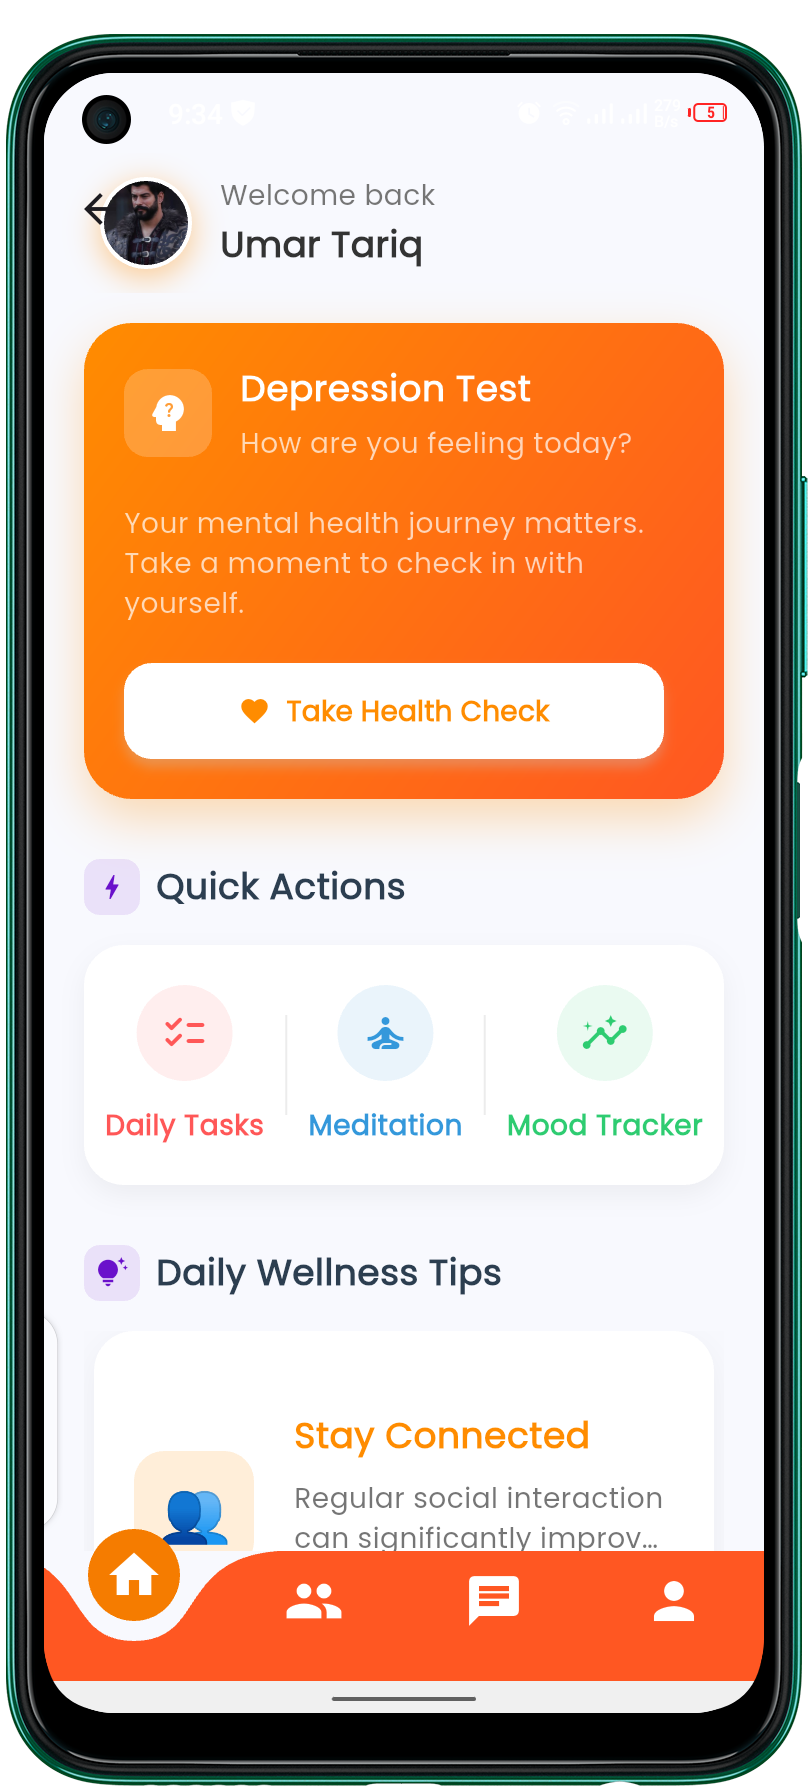 9:34
279
B/s
5
Welcome back
Umar Tariq
Depression Test
How are you feeling today?
Your mental health journey matters.
Take a moment to check in with
yourself.
Take Health Check
Quick Actions
Daily Tasks
Meditation
Mood Tracker
Daily Wellness Tips
Stay Connected
Regular social interaction
can significantly improv...